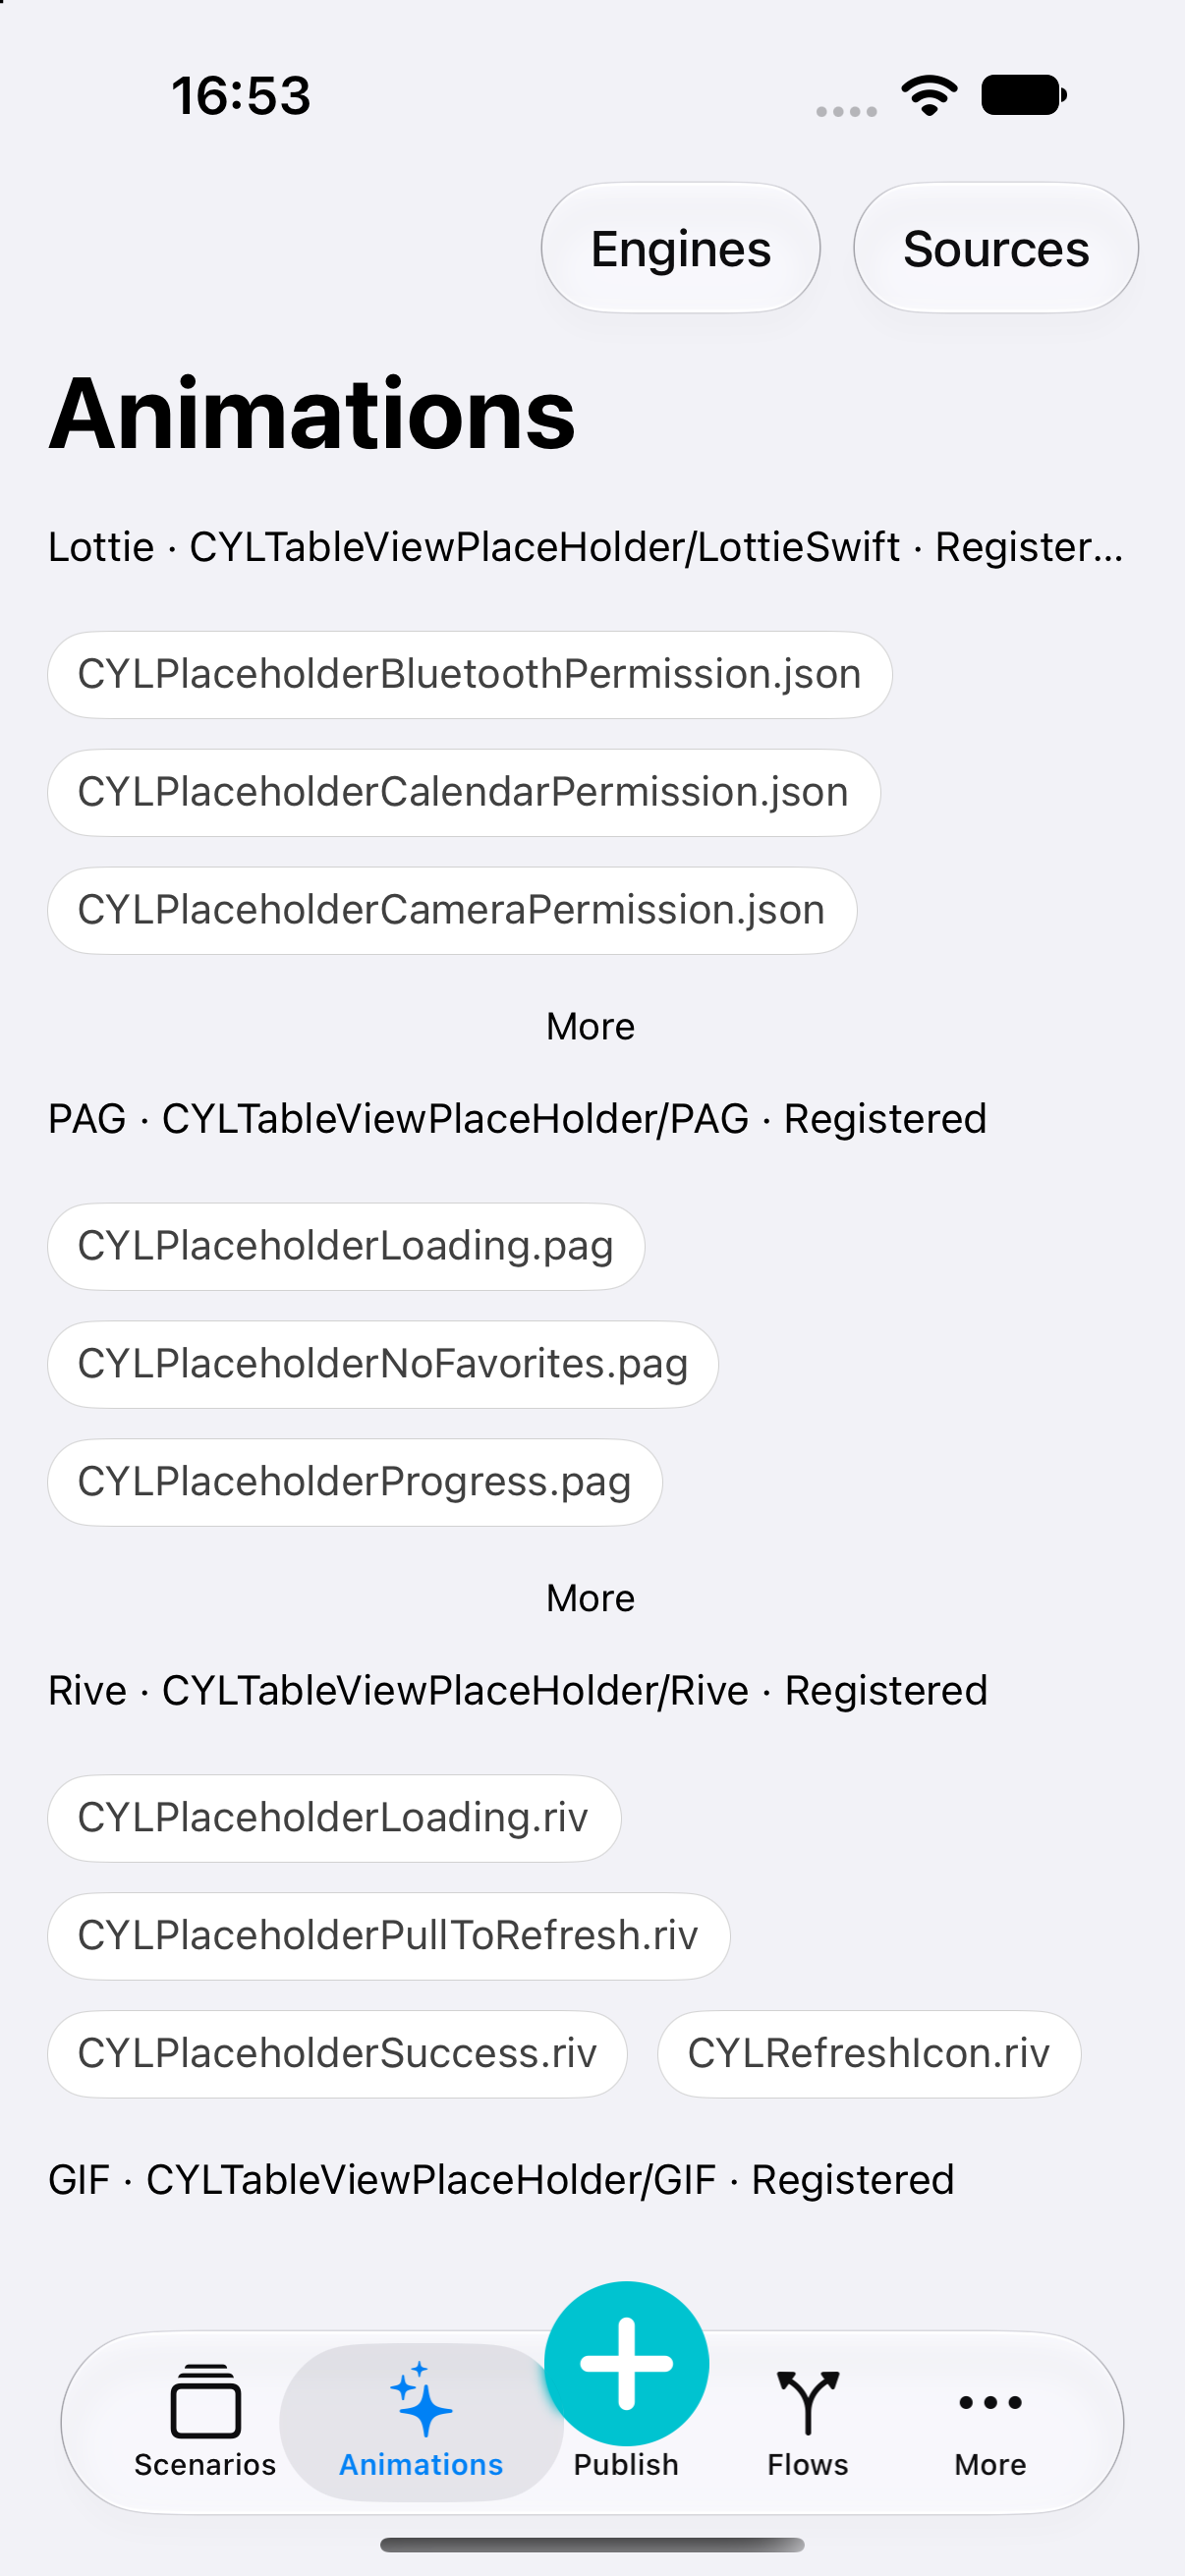 16:53
Engines
Sources
Animations
Lottie · CYLTableViewPlaceHolder/LottieSwift · Register...
CYLPlaceholderBluetoothPermission.json
CYLPlaceholderCalendarPermission.json
CYLPlaceholderCameraPermission.json
More
PAG · CYLTableViewPlaceHolder/PAG · Registered
CYLPlaceholderLoading.pag
CYLPlaceholderNoFavorites.pag
CYLPlaceholderProgress.pag
More
Rive · CYLTableViewPlaceHolder/Rive · Registered
CYLPlaceholderLoading.riv
CYLPlaceholderPullToRefresh.riv
CYLPlaceholderSuccess.riv
CYLRefreshIcon.riv
GIF · CYLTableViewPlaceHolder/GIF · Registered
Scenarios
Animations
Publish
Flows
More